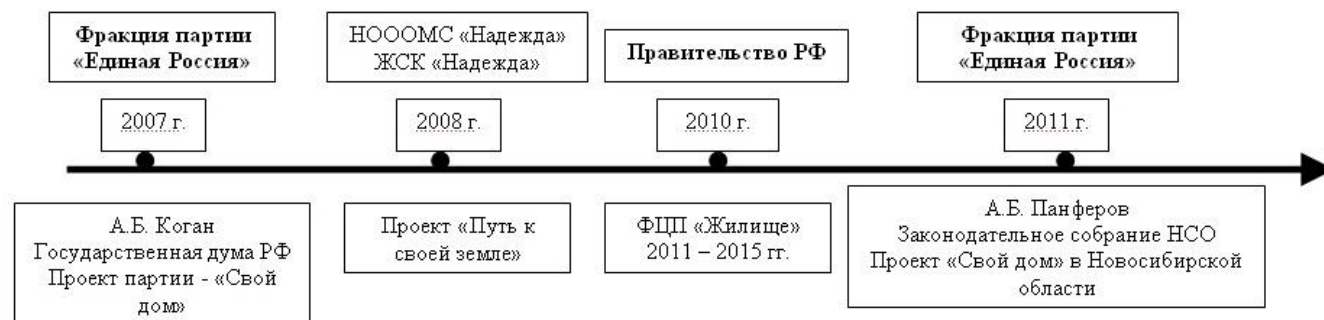 Фракция партии
«Единая Россия»
НОООМС «Надежда»
ЖСК «Надежда»
Правительство РФ
Фракция партии
«Единая Россия»
2007 г.
2008 г.
2010 г.
2011 г.
А.Б. Коган
Государственная дума РФ
Проект партии - «Свой
дом»
Проект «Путь к
своей земле»
ФЦП «Жилище»
2011 – 2015 гг.
А.Б. Панферов
Законодательное собрание НСО
Проект «Свой дом» в Новосибирской
области